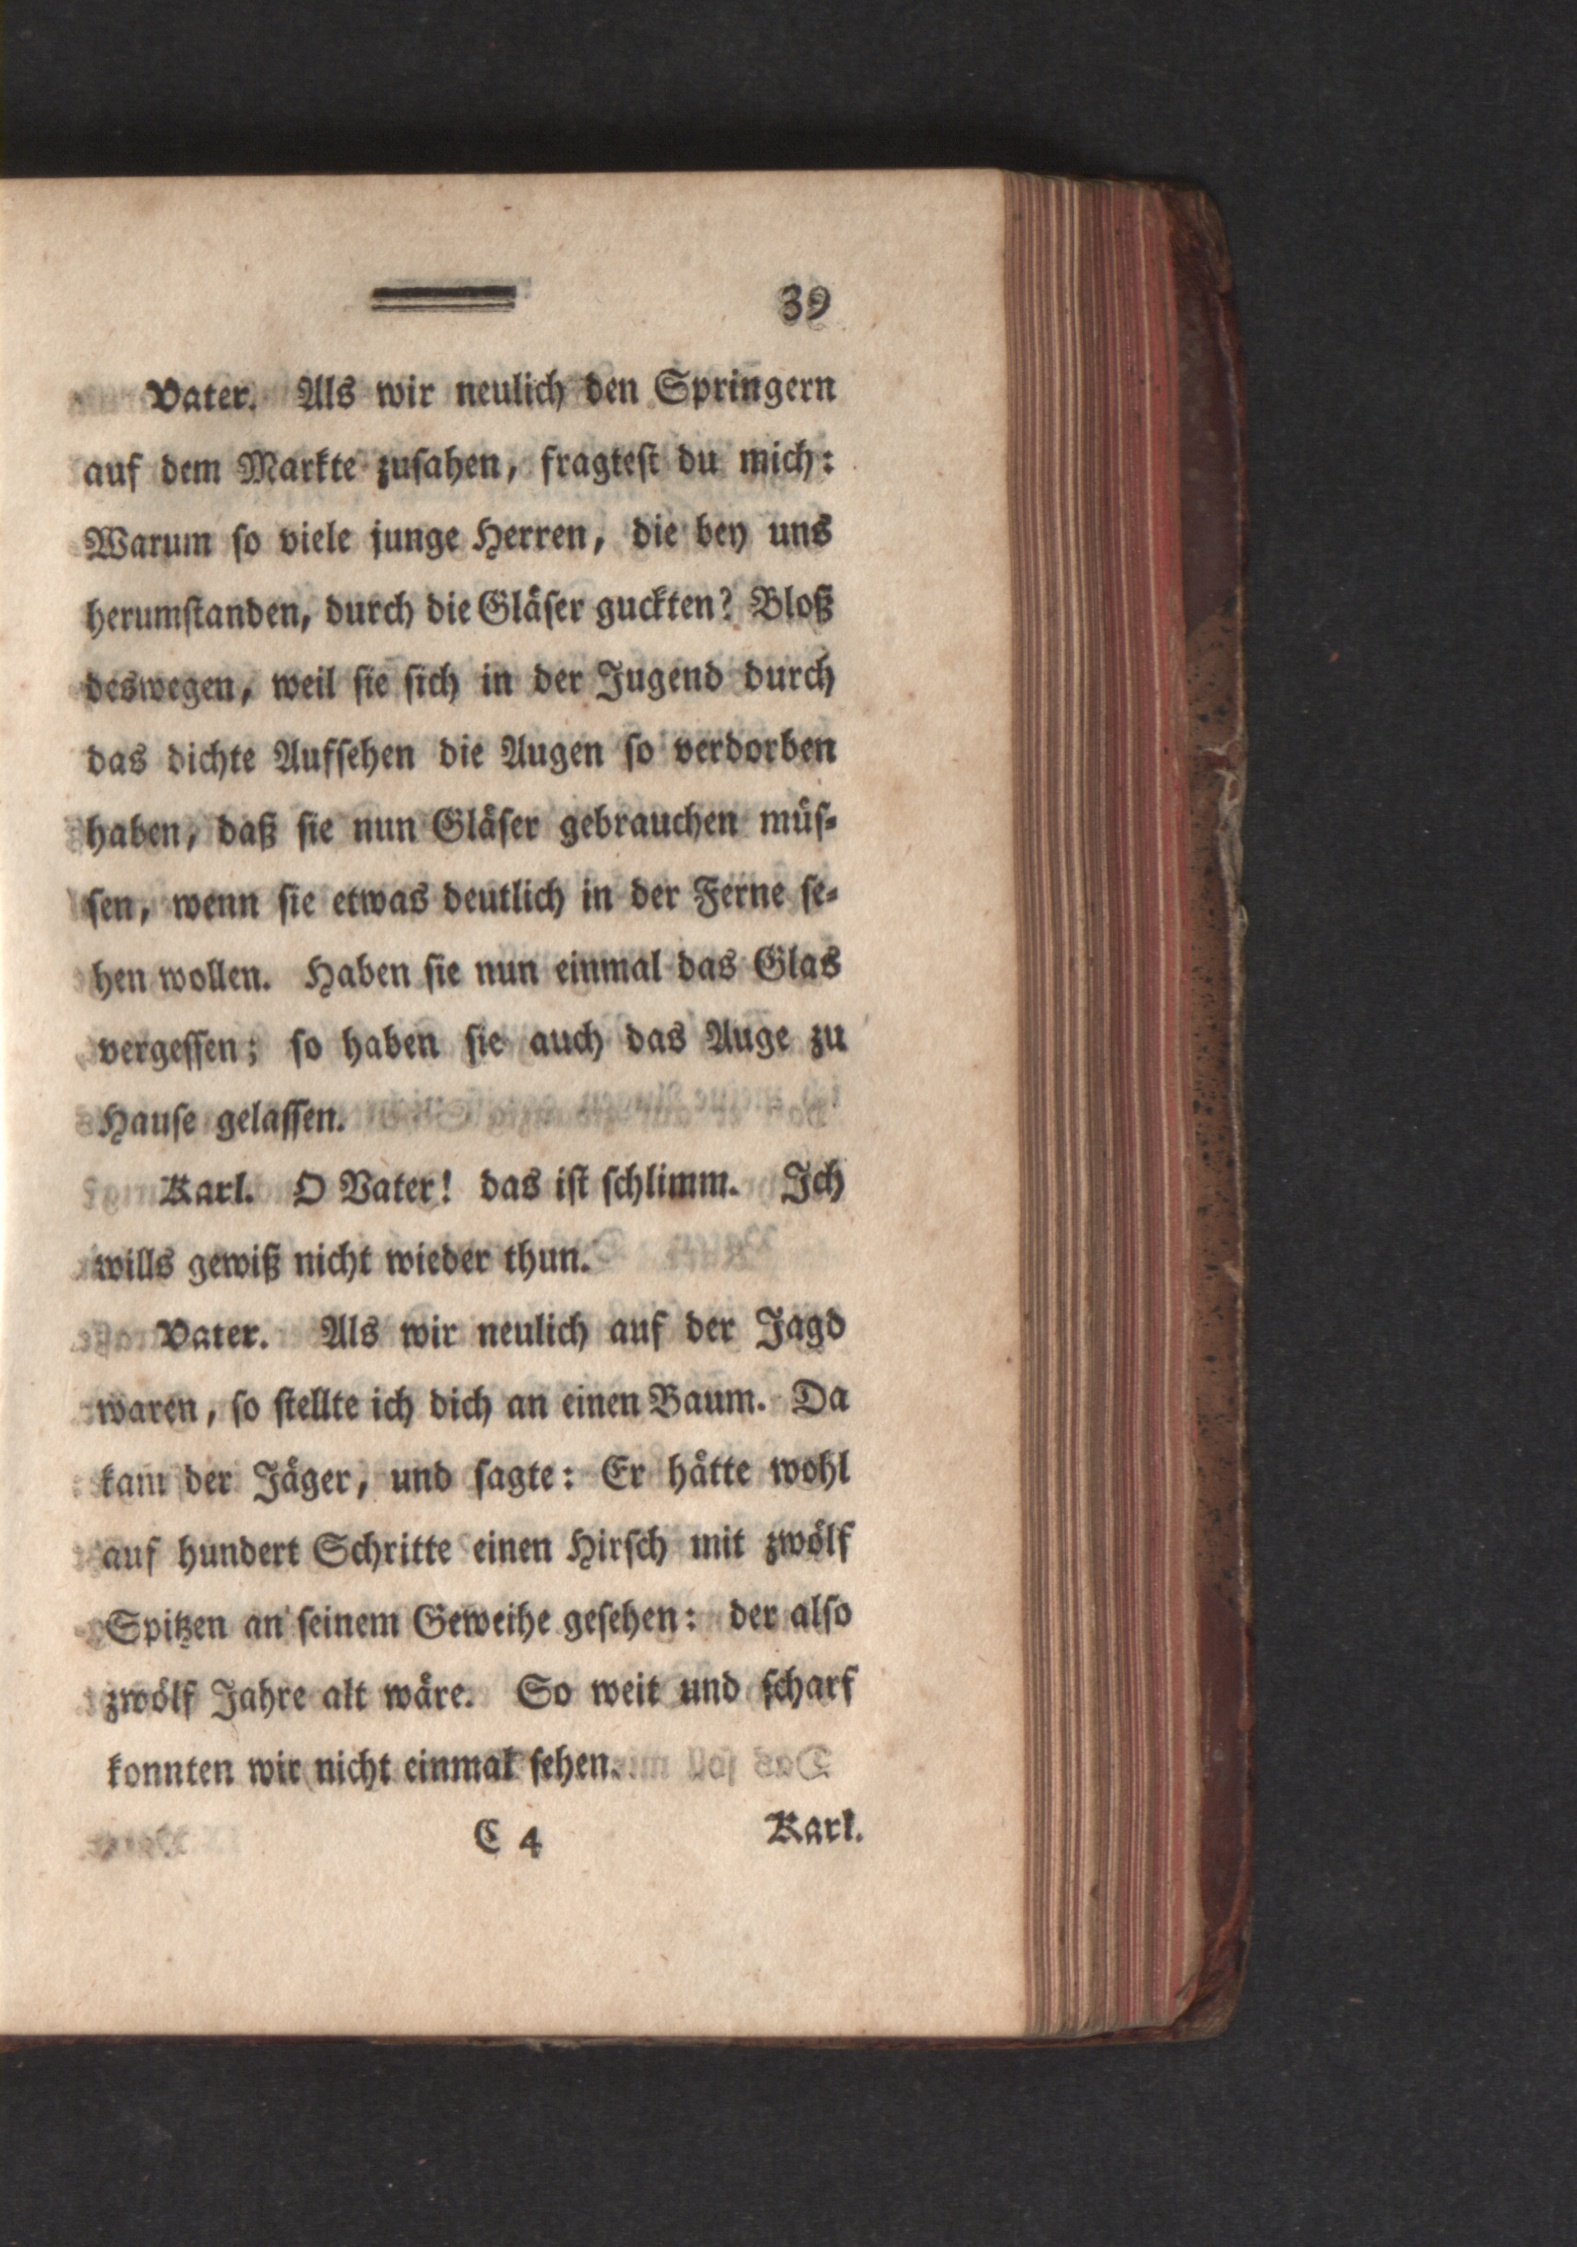 39
Vater. Als wir neulich den Springern
auf dem Markte zusahen, fragtest du mich:
Warum so viele junge Herren, die bey uns
herumstanden, durch die Gläser guckten? Bloß
deswegen, weil sie sich in der Jugend durch
das dichte Aufsehen die Augen so verdorben
haben, daß sie nun Gläser gebrauchen müs-
sen, wenn sie etwas deutlich in der Ferne se-
hen wollen. Haben sie nun einmal das Glas
vergessen; so haben sie auch das Auge zu
Hause gelassen.
Karl. O Vater! das ist schlimm. Ich
wills gewiß nicht wieder thun.
Vater. Als wir neulich auf der Jagd
waren, so stellte ich dich an einen Baum. Da
kam der Jäger, und sagte: Er hätte wohl
auf hundert Schritte einen Hirsch mit zwölf
Spitzen an seinem Geweihe gesehen: der also
zwölf Jahre alt wäre. So weit und scharf
konnten wir nicht einmal sehen.
C 4 Karl.